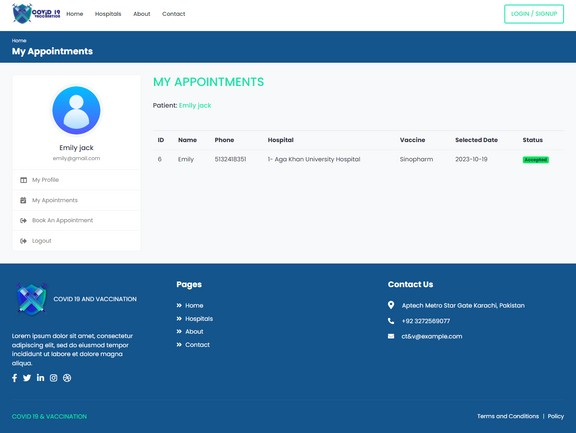 COVID 19
VACCINATION
Home Hospitals About Contact
LOGIN / SIGNUP
Home
My Appointments
Emily jack
emily@gmail.com
My Profile
My Apointments
Book An Appointment
Logout
MY APPOINTMENTS
Patient: Emily jack
ID Name Phone Hospital Vaccine Selected Date Status
6 Emily 5132418351 1- Aga Khan University Hospital Sinopharm 2023-10-19 Accepted
COVID 19 AND VACCINATION
Lorem ipsum dolor sit amet, consectetur
adipiscing elit, sed do eiusmod tempor
incididunt ut labore et dolore magna
aliqua.
Pages
Home
Hospitals
About
Contact
Contact Us
Aptech Metro Star Gate Karachi, Pakistan
+92 3272569077
ct&v@example.com
COVID 19 & VACCINATION
Terms and Conditions | Policy